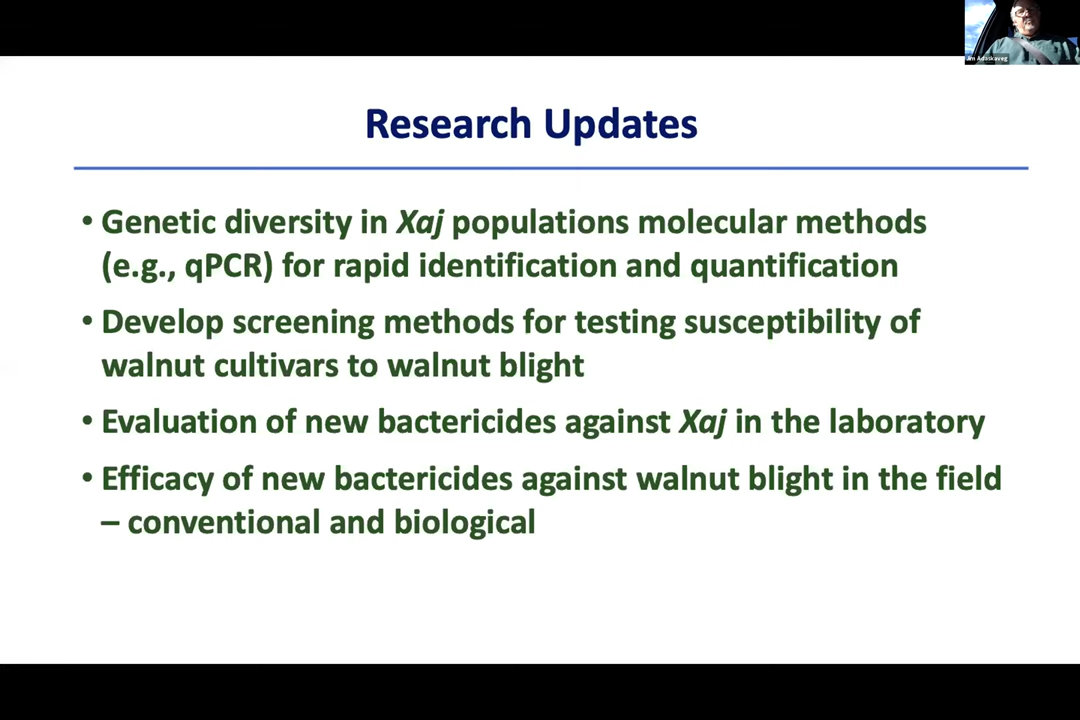 Jim Adaskaveg
Research Updates
• Genetic diversity in Xaj populations molecular methods
(e.g., qPCR) for rapid identification and quantification
• Develop screening methods for testing susceptibility of
walnut cultivars to walnut blight
• Evaluation of new bactericides against Xaj in the laboratory
• Efficacy of new bactericides against walnut blight in the field
– conventional and biological